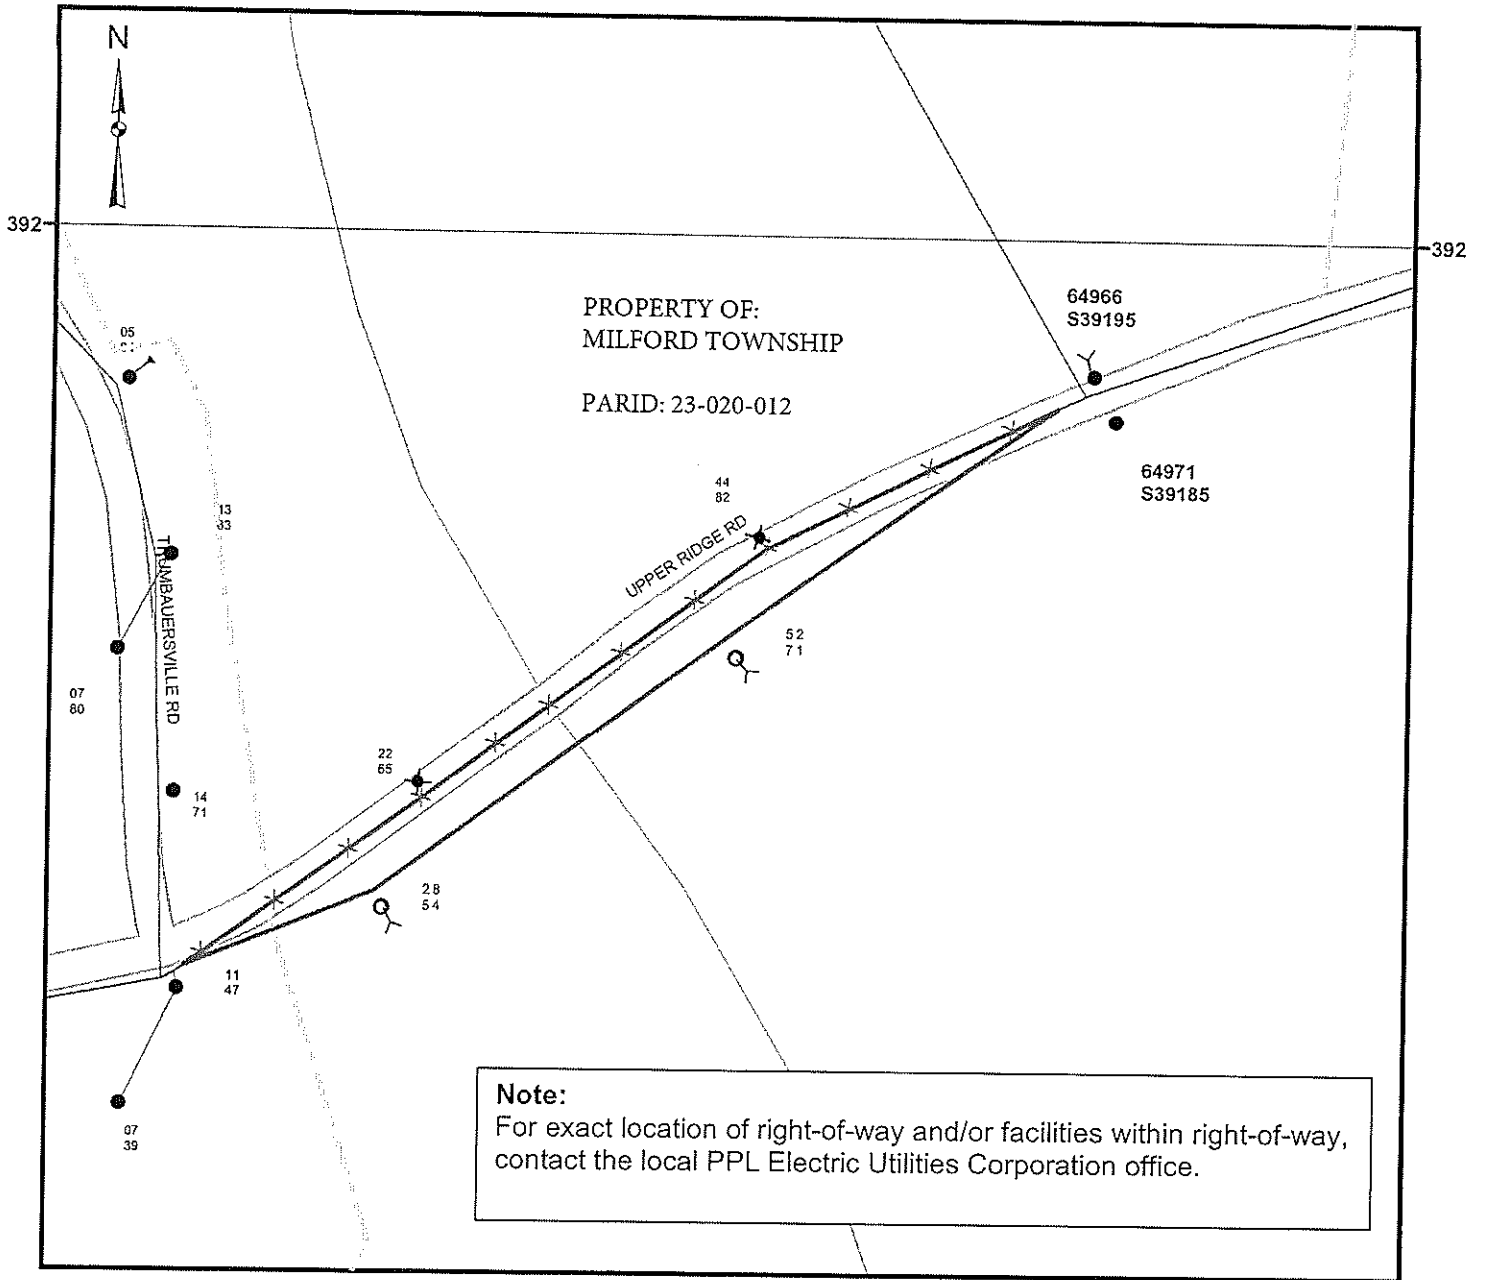 N
392
392
PROPERTY OF:
MILFORD TOWNSHIP
PARID: 23-020-012
64966
S39195
05
64971
S39185
44
82
13
33
UPPER RIDGE RD
TRUMBAUERSVILLE RD
52
71
07
80
22
65
14
71
28
54
11
47
07
39
Note:
For exact location of right-of-way and/or facilities within right-of-way,
contact the local PPL Electric Utilities Corporation office.